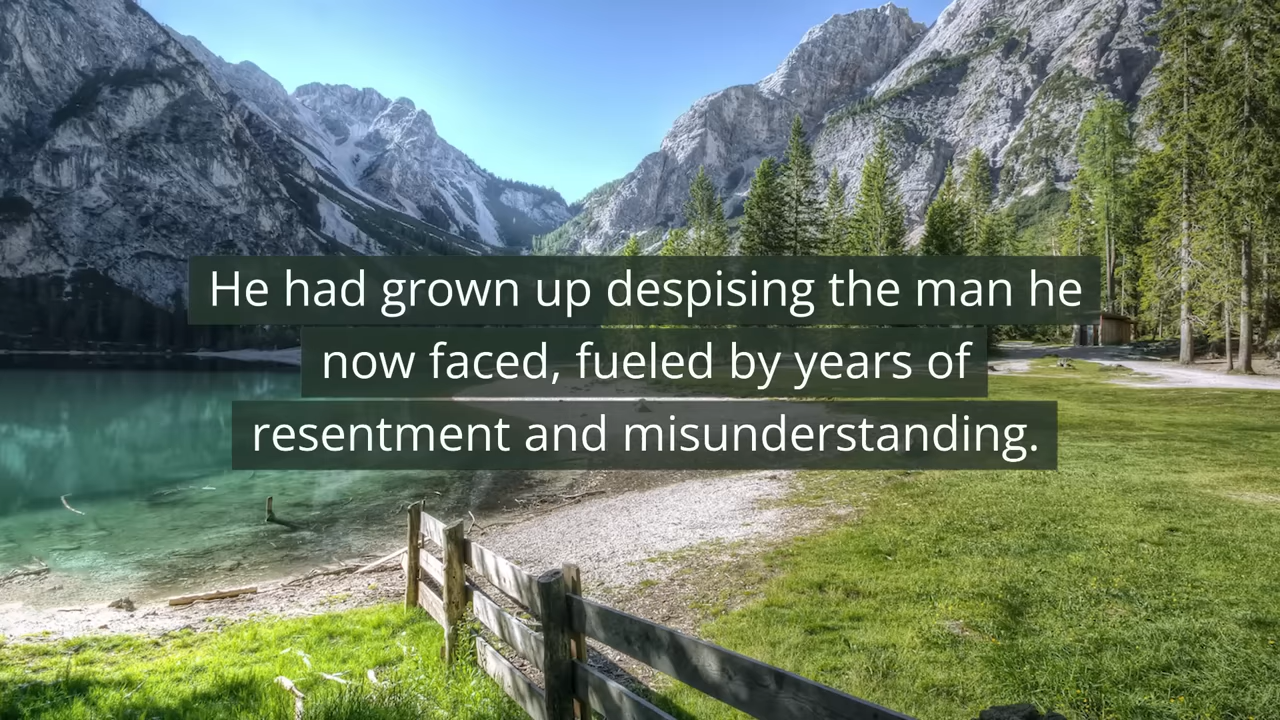 He had grown up despising the man he
now faced, fueled by years of
resentment and misunderstanding.